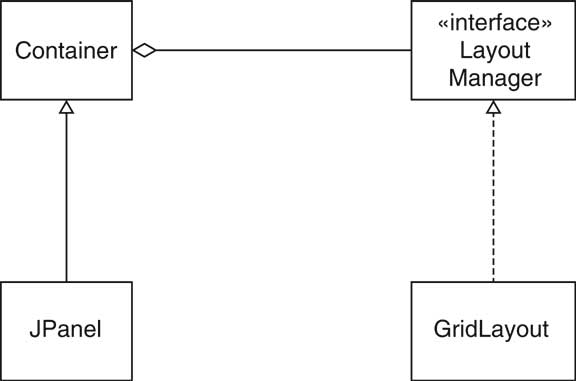 Container
«interface»
Layout
Manager
JPanel
GridLayout